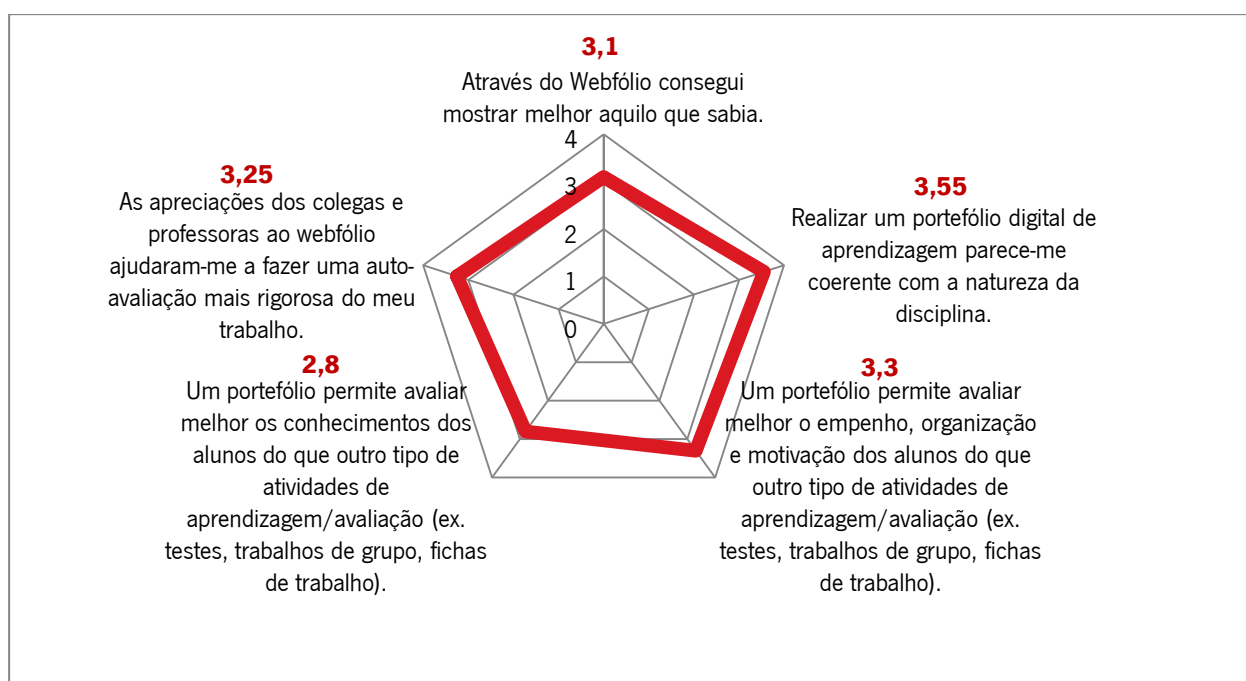 3,1
Através do Webfólio consegui
mostrar melhor aquilo que sabia.
4
3
2
1
0
3,55
Realizar um portefólio digital de
aprendizagem parece-me
coerente com a natureza da
disciplina.
3,3
Um portefólio permite avaliar
melhor o empenho, organização
e motivação dos alunos do que
outro tipo de atividades de
aprendizagem/avaliação (ex.
testes, trabalhos de grupo, fichas
de trabalho).
2,8
Um portefólio permite avaliar
melhor os conhecimentos dos
alunos do que outro tipo de
atividades de
aprendizagem/avaliação (ex.
testes, trabalhos de grupo, fichas
de trabalho).
3,25
As apreciações dos colegas e
professoras ao webfólio
ajudaram-me a fazer uma auto-
avaliação mais rigorosa do meu
trabalho.